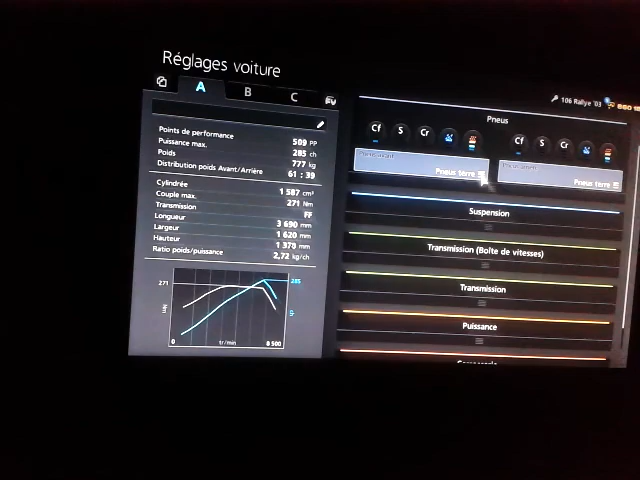 Réglages voiture
A
B
C
106 Rallye '03
Points de performance 509 PP
Puissance max. 285 ch
Poids 777 kg
Distribution poids Avant/Arrière 61 : 39
Cylindrée 1 587 cm³
Couple max. 271 Nm
Transmission FF
Longueur 3 690 mm
Largeur 1 620 mm
Hauteur 1 370 mm
Ratio poids/puissance 2,72 kg/ch
271
285
0 tr/min 8 500
Pneus
Cf S Cr
Cf S Cr
Pneus terre
Pneus terre
Suspension
Transmission (Boîte de vitesses)
Transmission
Puissance